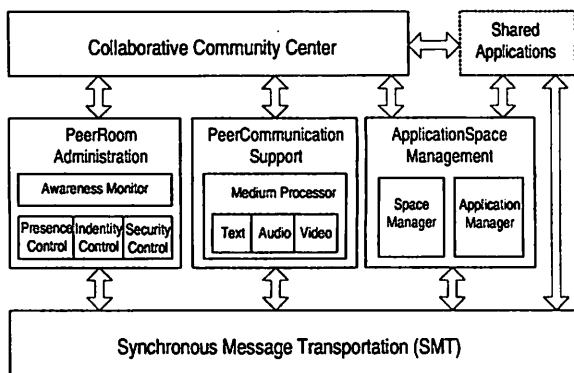 Collaborative Community Center
Shared
Applications
PeerRoom
Administration
Awareness Monitor
Presence
Control
Indentity
Control
Security
Control
PeerCommunication
Support
Medium Processor
Text
Audio
Video
ApplicationSpace
Management
Space
Manager
Application
Manager
Synchronous Message Transportation (SMT)